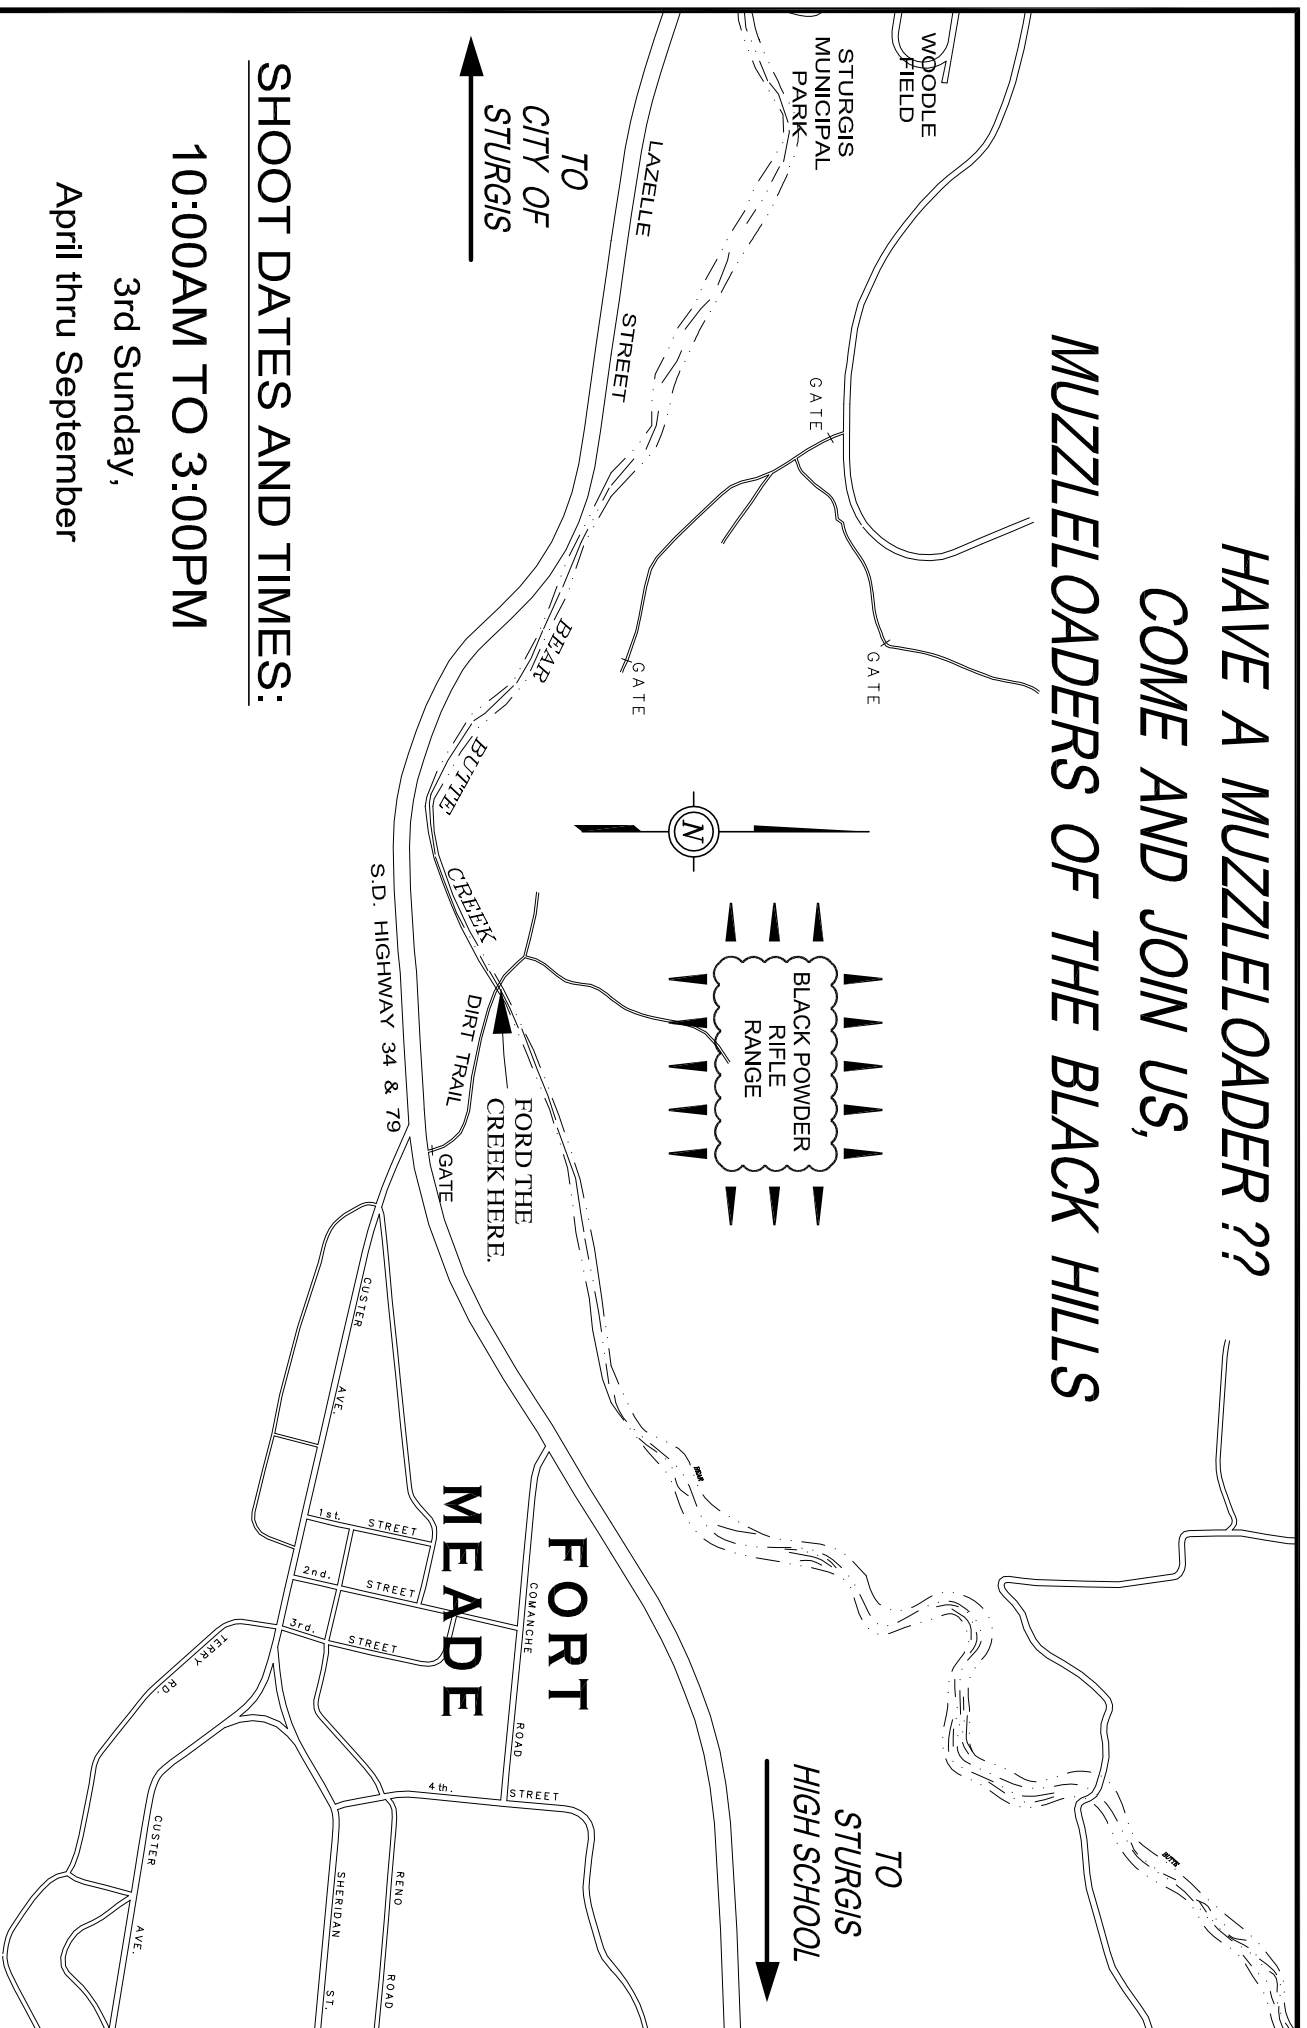 HAVE A MUZZLELOADER ??
COME AND JOIN US,
MUZZLELOADERS OF THE BLACK HILLS
WOODLE
FIELD
STURGIS
MUNICIPAL
PARK
GATE
GATE
GATE
N
BLACK POWDER
RIFLE
RANGE
LAZELLE STREET
TO
CITY OF
STURGIS
BEAR BUTTE CREEK
DIRT TRAIL
FORD THE
CREEK HERE.
GATE
S.D. HIGHWAY 34 & 79
BEAR
BUTTE
TO
STURGIS
HIGH SCHOOL
FORT
MEADE
COMANCHE ROAD
CUSTER AVE.
1st. STREET
2nd. STREET
3rd. STREET
4th. STREET
TERRY RD.
CUSTER AVE.
SHERIDAN ST.
RENO ROAD
SHOOT DATES AND TIMES:
10:00AM TO 3:00PM
3rd Sunday,
April thru September